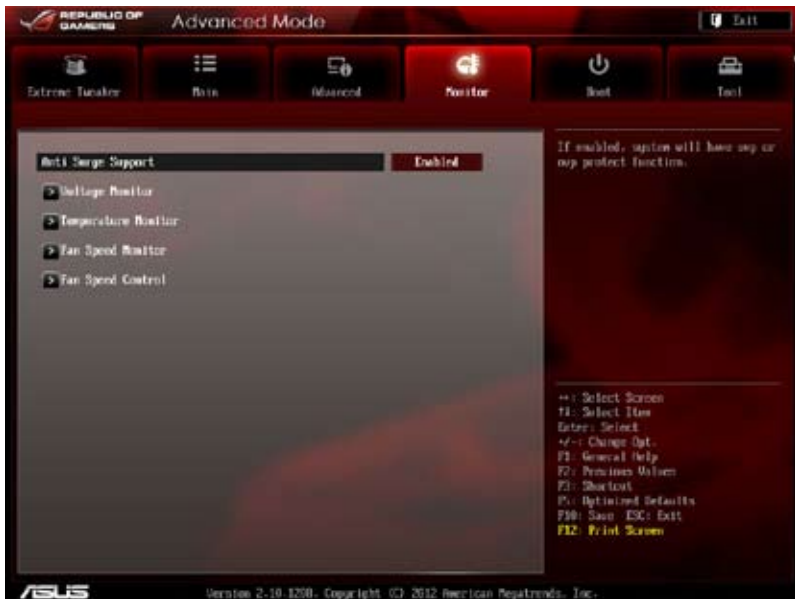 REPUBLIC OF GAMERS
Advanced Mode
Exit
Extreme Tweaker
Main
Advanced
Monitor
Boot
Tool
Anti Surge Support
Enabled
If enabled, system will have ovp or
uvp protect function.
> Voltage Monitor
> Temperature Monitor
> Fan Speed Monitor
> Fan Speed Control
→←: Select Screen
↑↓: Select Item
Enter: Select
+/-: Change Opt.
F1: General Help
F2: Previous Values
F3: Shortcut
F5: Optimized Defaults
F10: Save ESC: Exit
F12: Print Screen
ASUS
Version 2.10.1208. Copyright (C) 2012 American Megatrends, Inc.